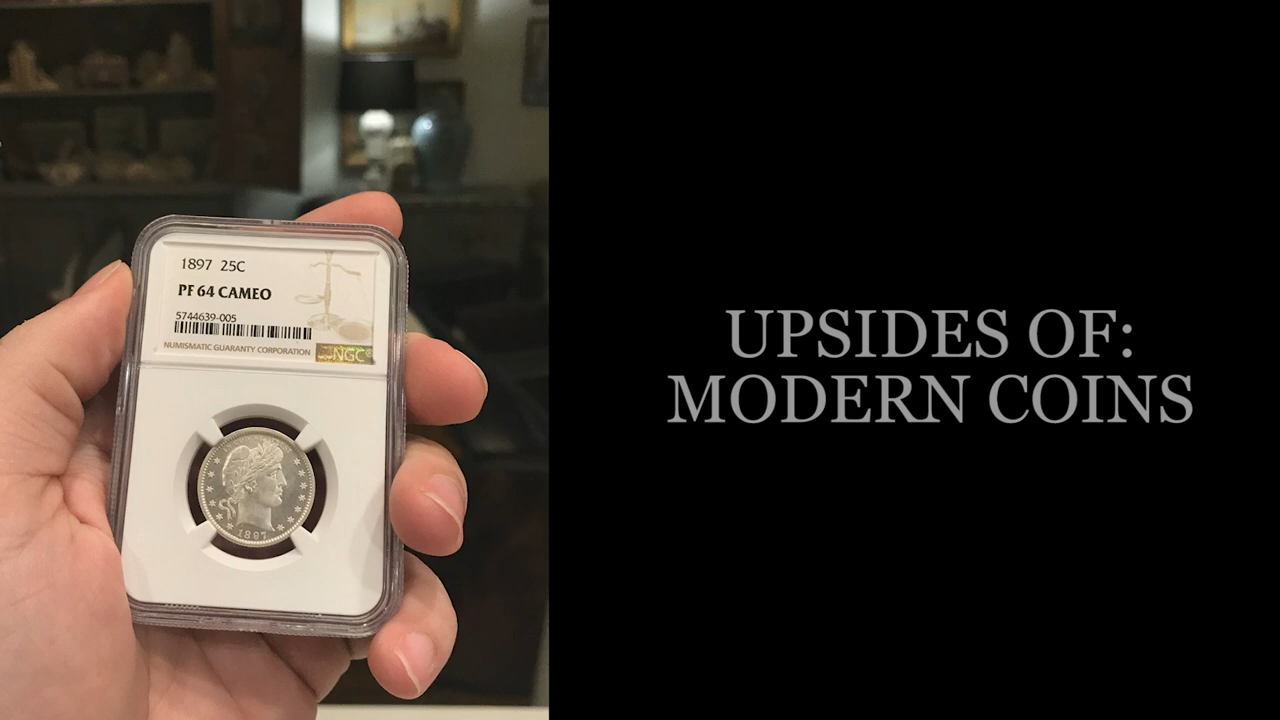 1897 25C
PF 64 CAMEO
5744639-005
NUMISMATIC GUARANTY CORPORATION
NGC
1897
UPSIDES OF:
MODERN COINS